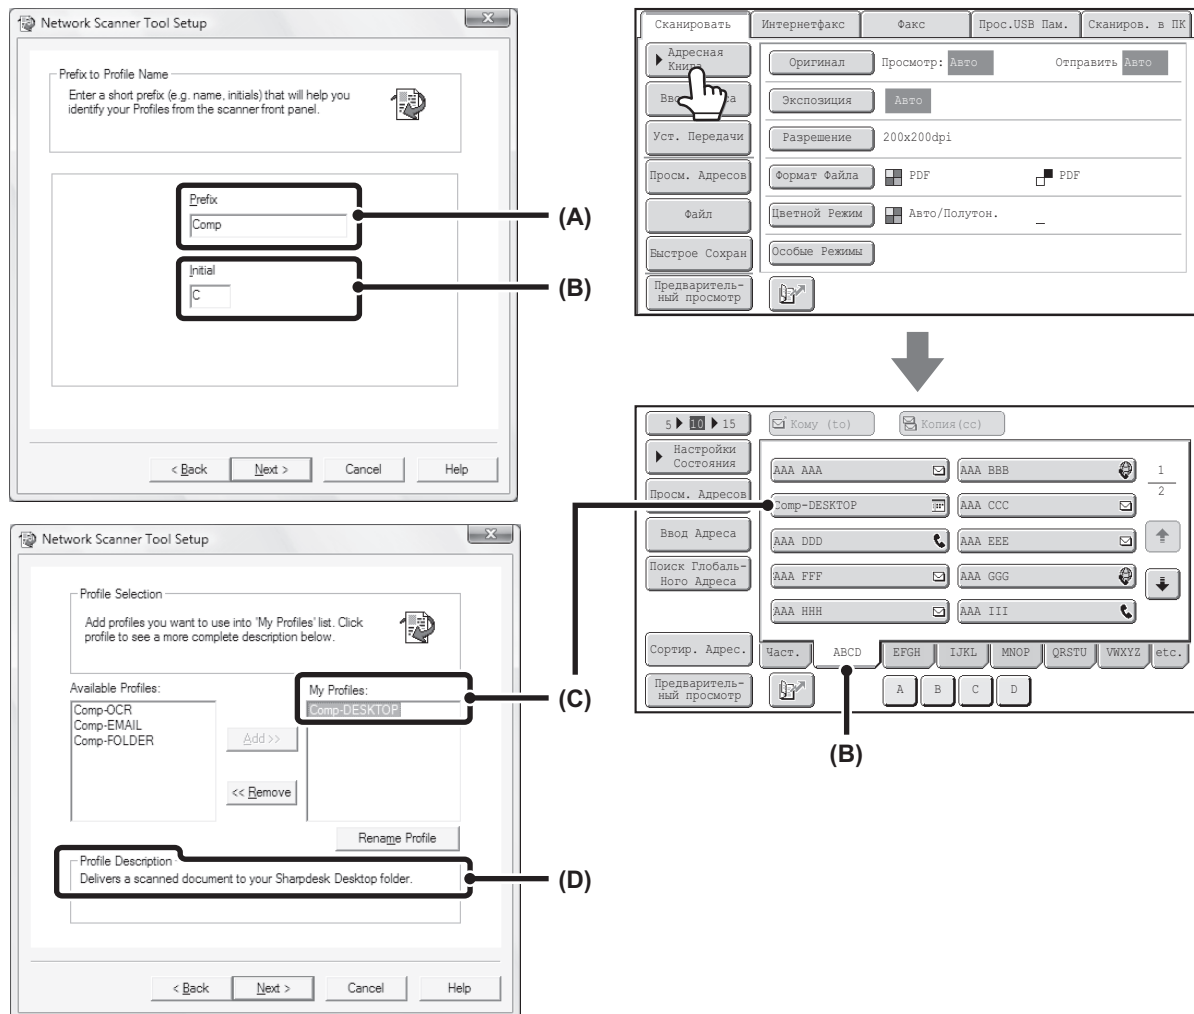 Network Scanner Tool Setup
Prefix to Profile Name
Enter a short prefix (e.g. name, initials) that will help you
identify your Profiles from the scanner front panel.
Prefix
Comp
(A)
Initial
C
(B)
< Back
Next >
Cancel
Help
Network Scanner Tool Setup
Profile Selection
Add profiles you want to use into 'My Profiles' list. Click
profile to see a more complete description below.
Available Profiles:
Comp-OCR
Comp-EMAIL
Comp-FOLDER
Add >>
<< Remove
My Profiles:
Comp-DESKTOP
(C)
Rename Profile
Profile Description
Delivers a scanned document to your Sharpdesk Desktop folder.
(D)
< Back
Next >
Cancel
Help
Сканировать
Интернетфакс
Факс
Прос.USB Пам.
Сканиров. в ПК
Адресная
Книга
Уст. Передачи
Просм. Адресов
Файл
Быстрое Сохран
Предваритель-
ный просмотр
Оригинал
Просмотр: Авто
Отправить Авто
Экспозиция
Авто
Разрешение
200x200dpi
Формат Файла
PDF
PDF
Цветной Режим
Авто/Полутон.
Особые Режимы
5 10 15
Кому (to)
Копия(cc)
Настройки
Состояния
Просм. Адресов
Ввод Адреса
Поиск Глобаль-
Ного Адреса
Сортир. Адрес.
Предваритель-
ный просмотр
AAA AAA
AAA BBB
Comp-DESKTOP
AAA CCC
AAA DDD
AAA EEE
AAA FFF
AAA GGG
AAA HHH
AAA III
1
2
Част.
ABCD
EFGH
IJKL
MNOP
QRSTU
VWXYZ
etc.
A
B
C
D
(B)